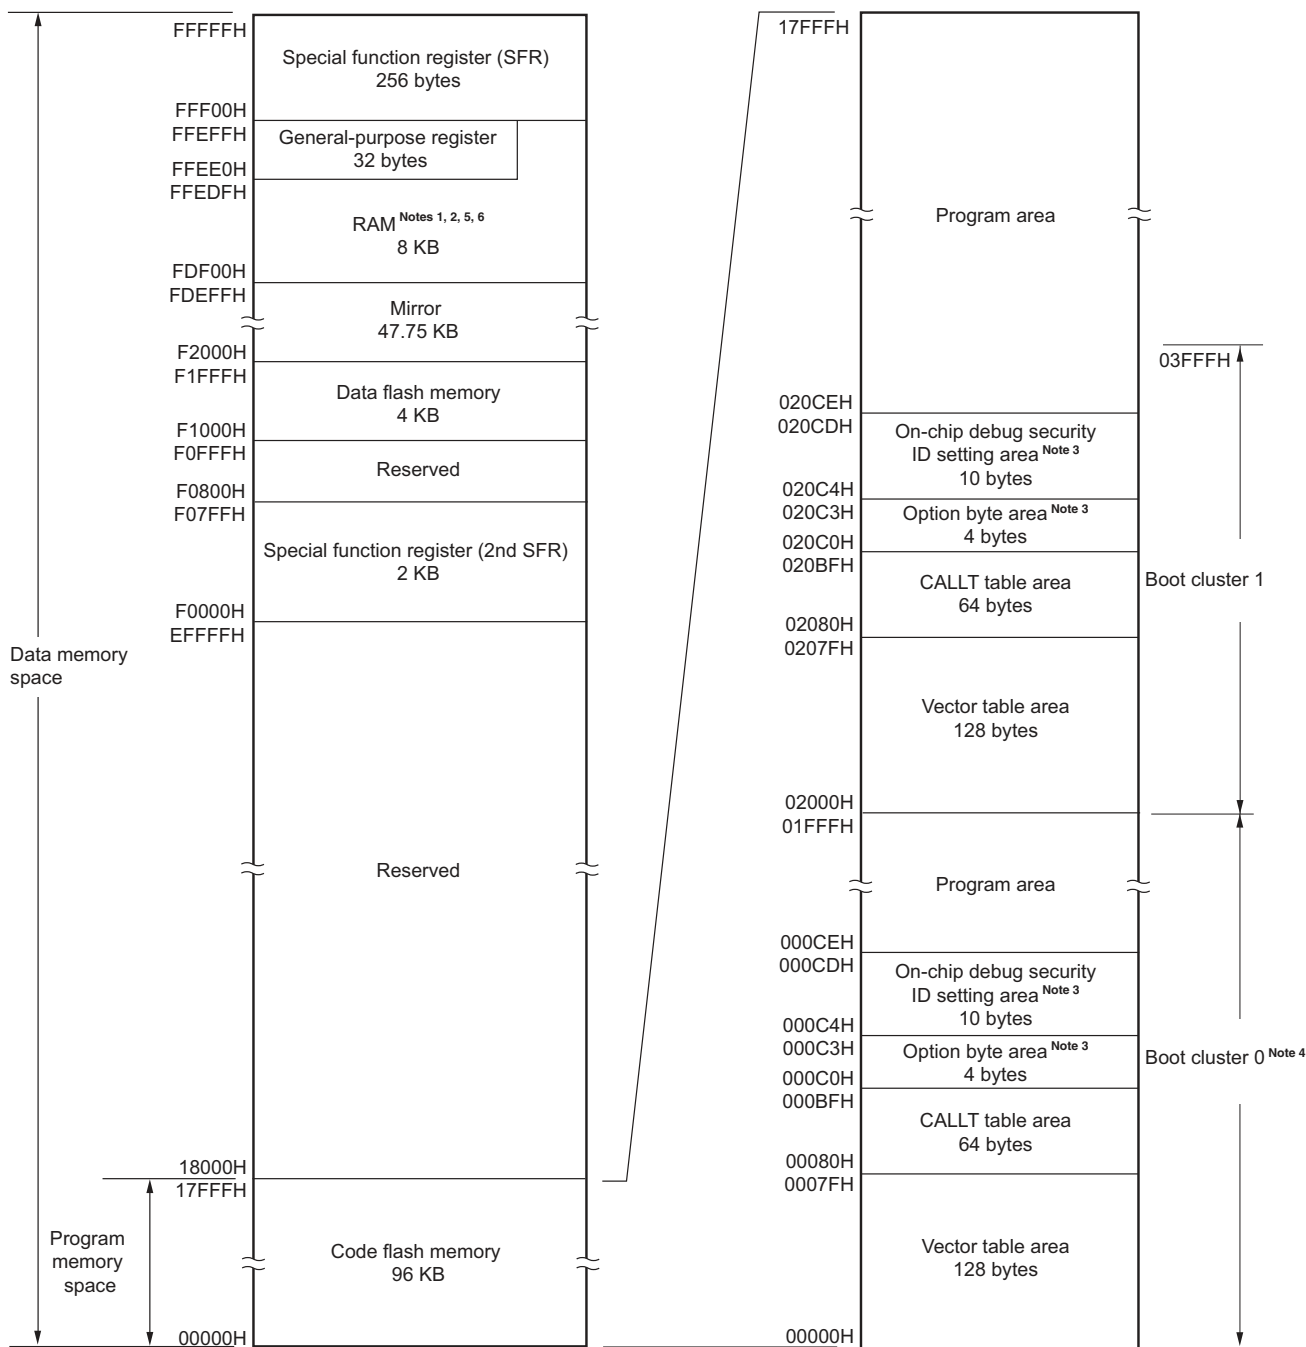 FFFFFH
Special function register (SFR)
256 bytes
FFF00H
FFEFFH
General-purpose register
32 bytes
FFEE0H
FFEDFH
RAM Notes 1, 2, 5, 6
8 KB
FDF00H
FDEFFH
Mirror
47.75 KB
F2000H
F1FFFH
Data flash memory
4 KB
F1000H
F0FFFH
Reserved
F0800H
F07FFH
Special function register (2nd SFR)
2 KB
F0000H
EFFFFH
Data memory
space
Reserved
18000H
17FFFH
Program
memory
space
Code flash memory
96 KB
00000H
17FFFH
Program area
03FFFH
020CEH
020CDH
On-chip debug security
ID setting area Note 3
10 bytes
020C4H
020C3H
Option byte area Note 3
4 bytes
020C0H
020BFH
CALLT table area
64 bytes
Boot cluster 1
02080H
0207FH
Vector table area
128 bytes
02000H
01FFFH
Program area
000CEH
000CDH
On-chip debug security
ID setting area Note 3
10 bytes
000C4H
000C3H
Option byte area Note 3
4 bytes
Boot cluster 0 Note 4
000C0H
000BFH
CALLT table area
64 bytes
00080H
0007FH
Vector table area
128 bytes
00000H